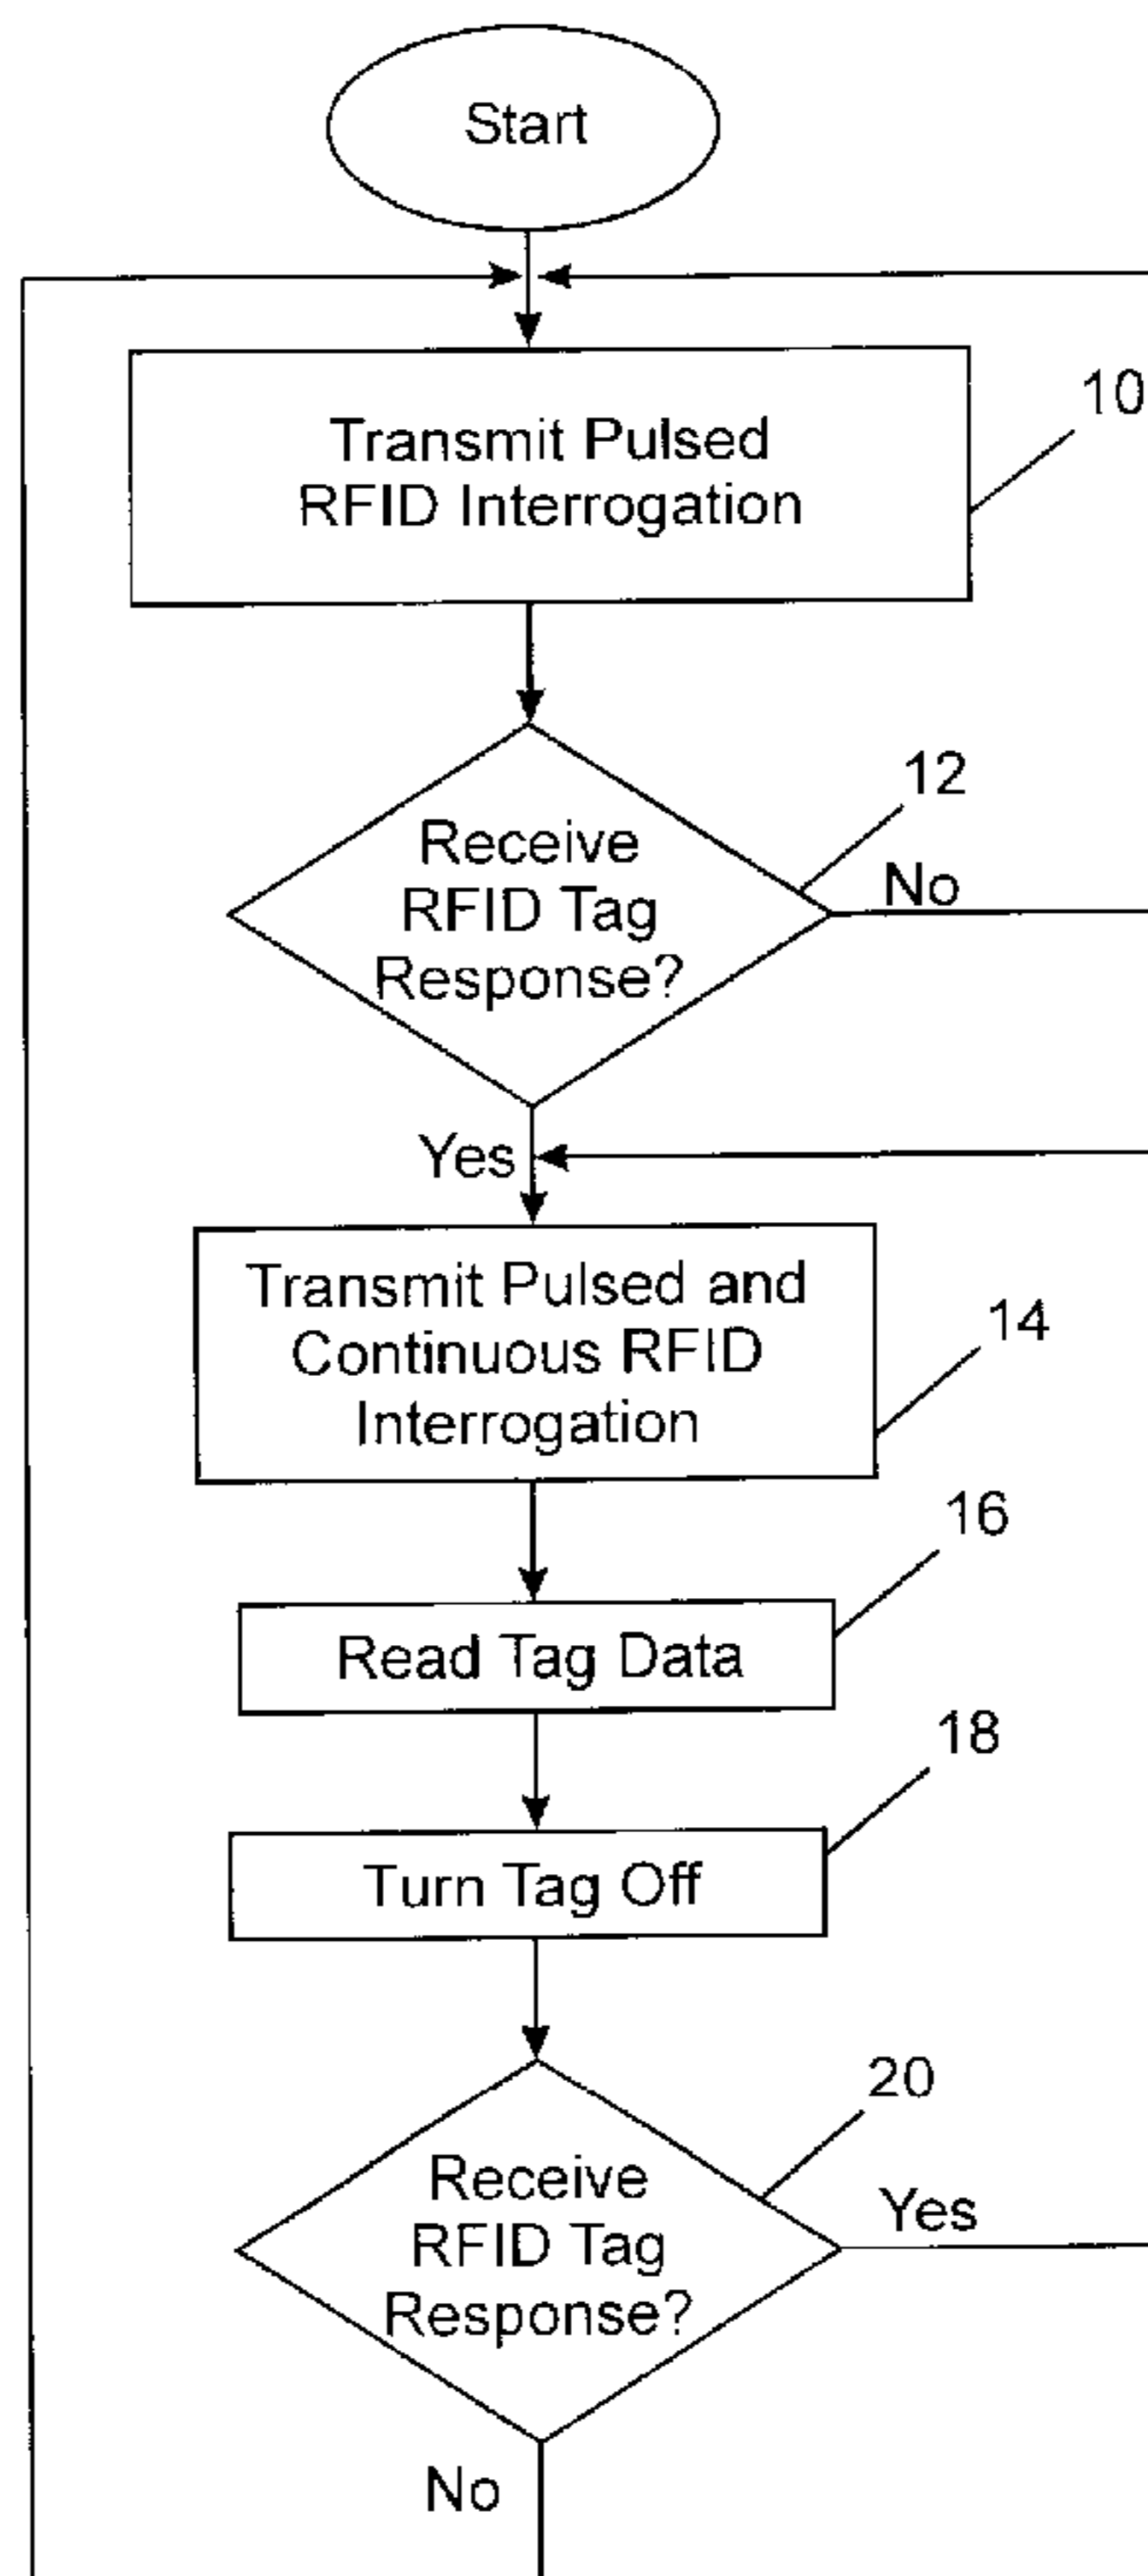 Start
Transmit Pulsed
RFID Interrogation
10
Receive
RFID Tag
Response?
12
No
Yes
Transmit Pulsed and
Continuous RFID
Interrogation
14
Read Tag Data
16
Turn Tag Off
18
Receive
RFID Tag
Response?
20
Yes
No